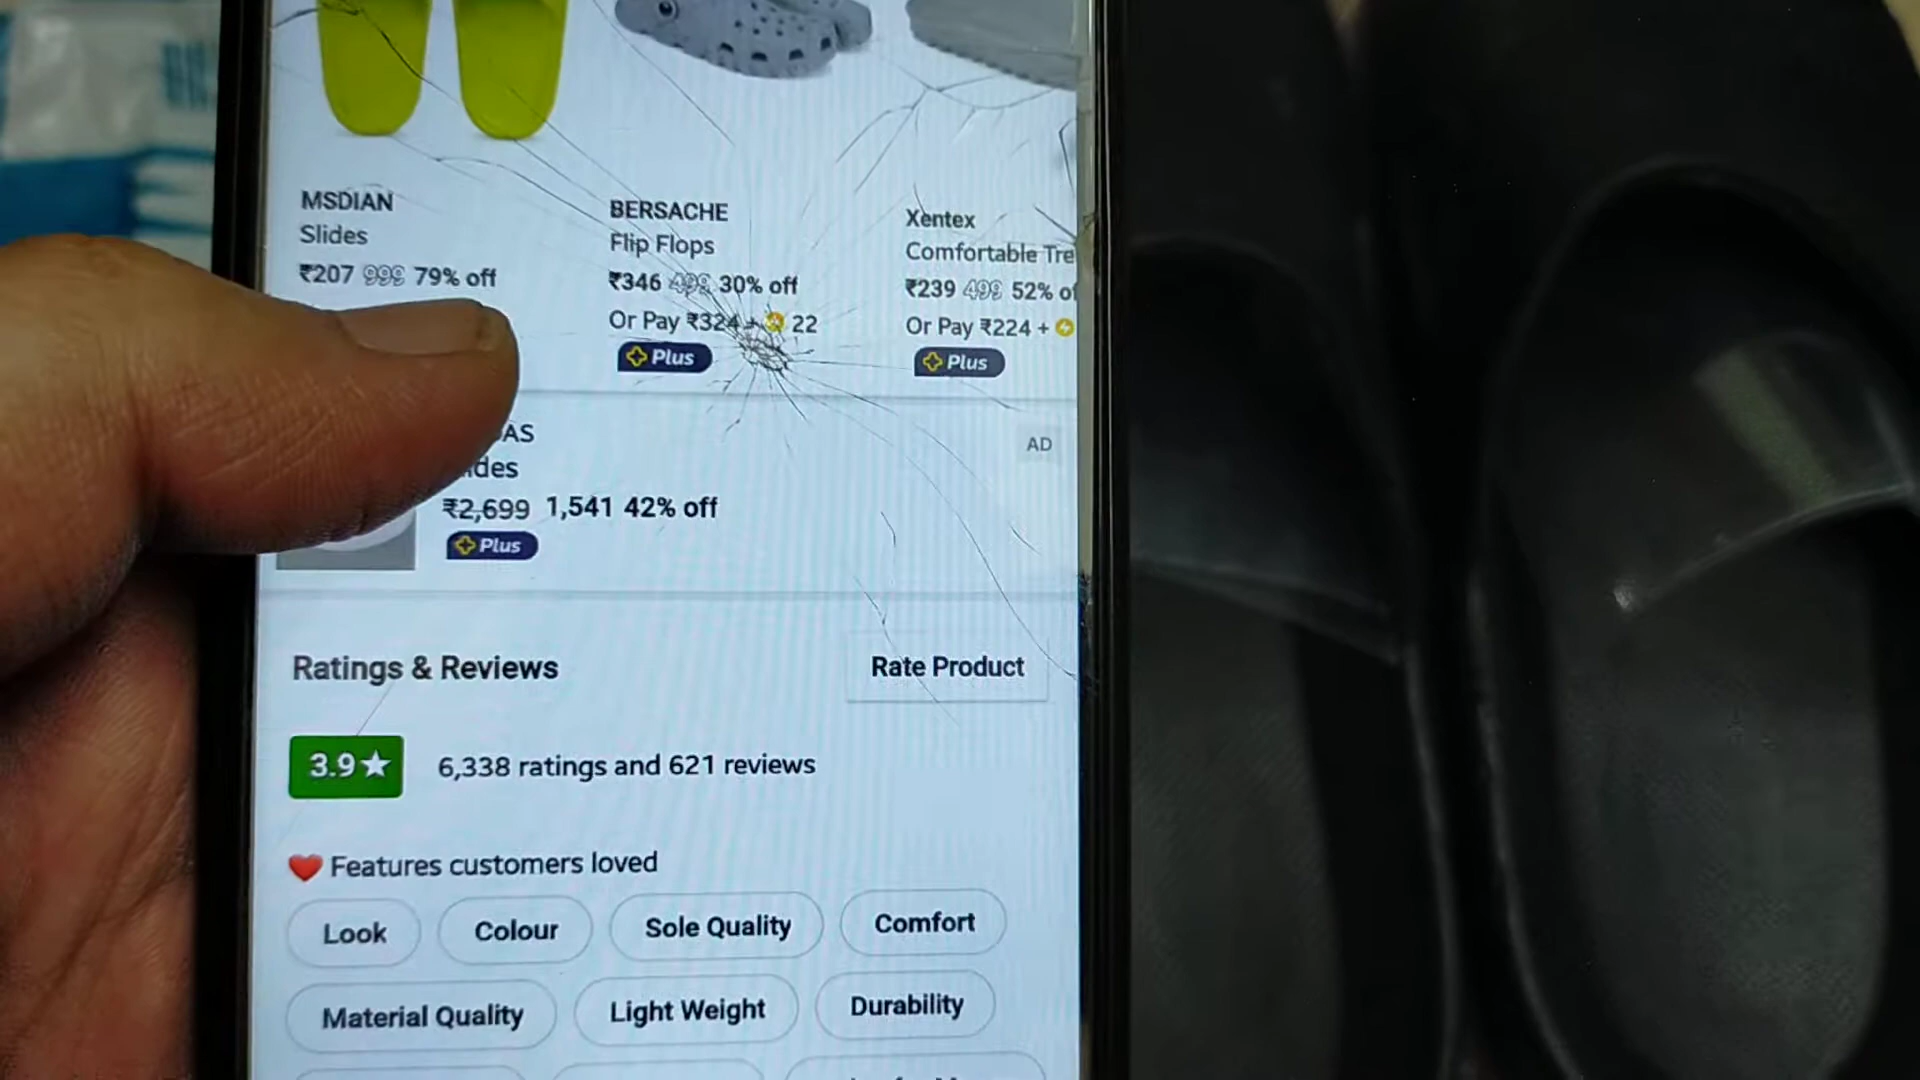 MSDIAN
Slides
₹207 999 79% off
BERSACHE
Flip Flops
₹346 499 30% off
Or Pay ₹324 + 22
Plus
Xentex
Comfortable Tre
₹239 499 52% of
Or Pay ₹224 +
Plus
AS
ides
₹2,699 1,541 42% off
Plus
AD
Ratings & Reviews
Rate Product
3.9★
6,338 ratings and 621 reviews
Features customers loved
Look
Colour
Sole Quality
Comfort
Material Quality
Light Weight
Durability